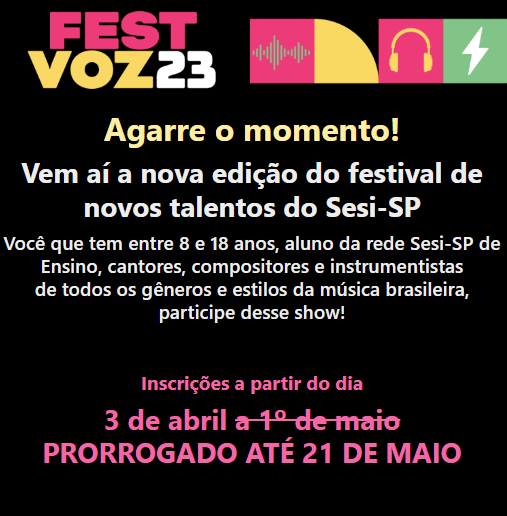 FEST
VOZ23
Agarre o momento!
Vem aí a nova edição do festival de
novos talentos do Sesi-SP
Você que tem entre 8 e 18 anos, aluno da rede Sesi-SP de
Ensino, cantores, compositores e instrumentistas
de todos os gêneros e estilos da música brasileira,
participe desse show!
Inscrições a partir do dia
3 de abril a 1º de maio
PRORROGADO ATÉ 21 DE MAIO